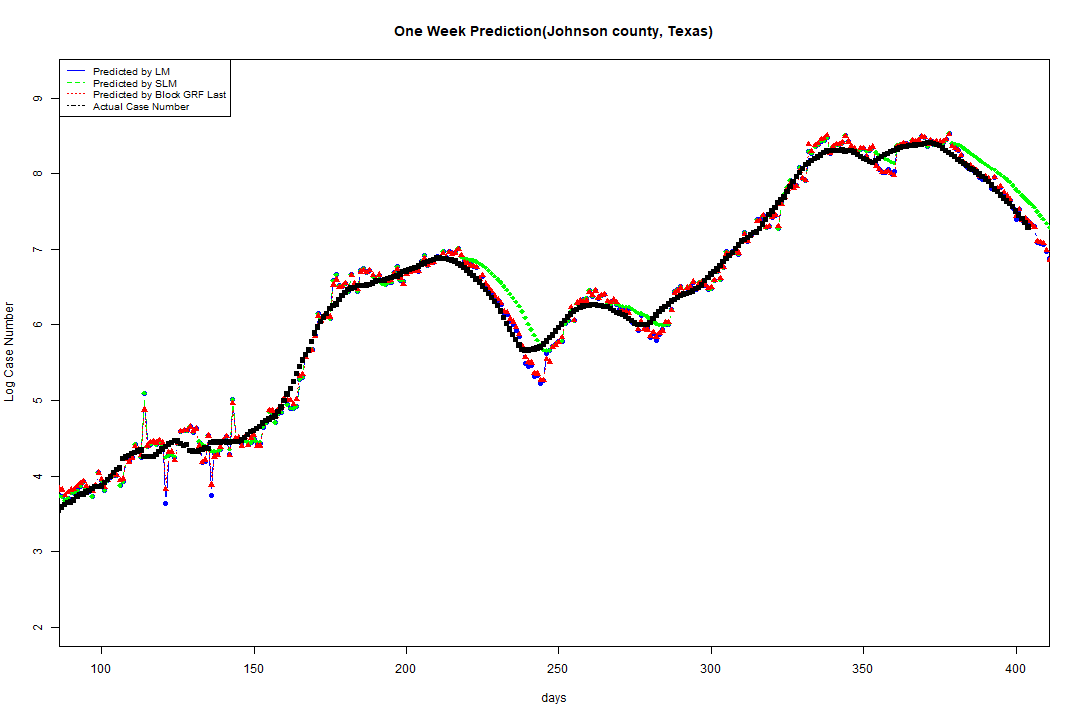 One Week Prediction(Johnson county, Texas)
Predicted by LM
Predicted by SLM
Predicted by Block GRF Last
Actual Case Number
9
8
7
6
5
4
3
2
Log Case Number
100 150 200 250 300 350 400
days